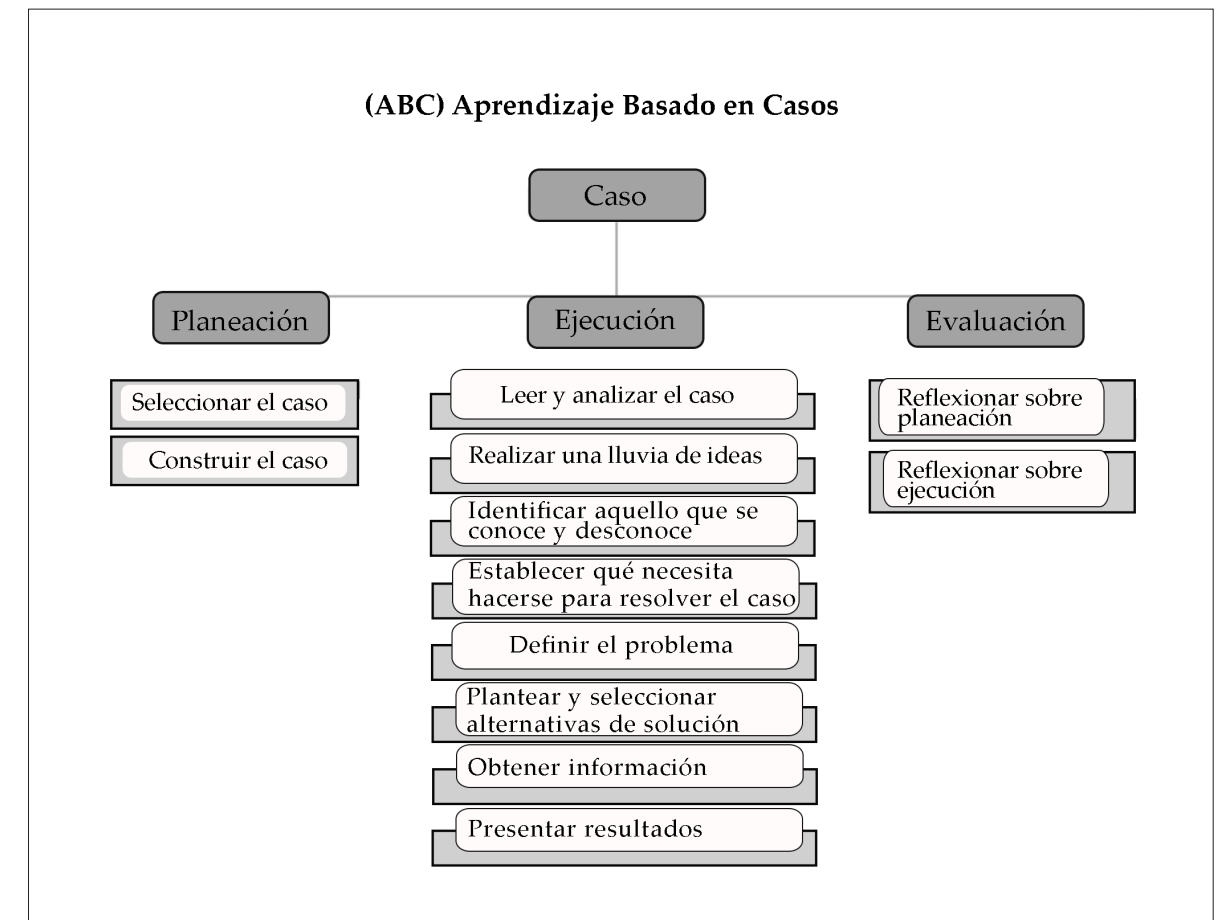 (ABC) Aprendizaje Basado en Casos
Caso
Planeación
Ejecución
Evaluación
Seleccionar el caso
Construir el caso
Leer y analizar el caso
Realizar una lluvia de ideas
Identificar aquello que se
conoce y desconoce
Establecer qué necesita
hacerse para resolver el caso
Definir el problema
Plantear y seleccionar
alternativas de solución
Obtener información
Presentar resultados
Reflexionar sobre
planeación
Reflexionar sobre
ejecución